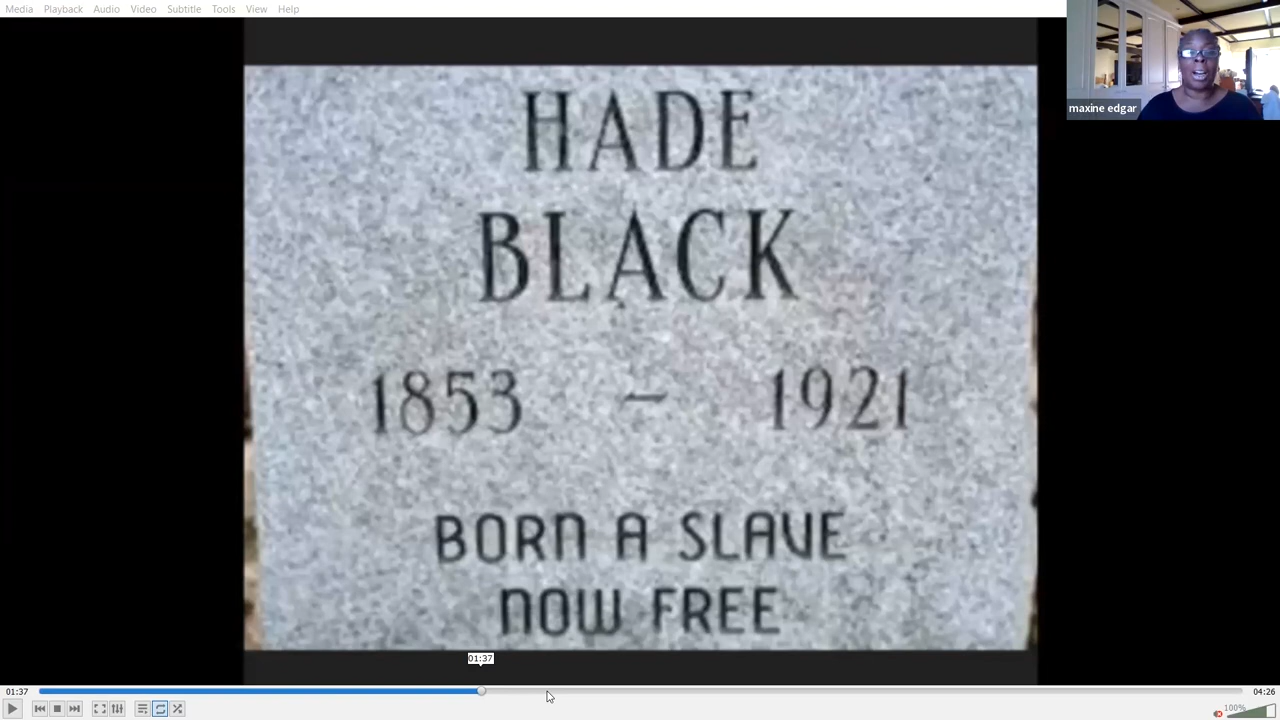 Media Playback Audio Video Subtitle Tools View Help
maxine edgar
HADE
BLACK
1853 – 1921
BORN A SLAVE
NOW FREE
01:37
01:37
04:26
100%